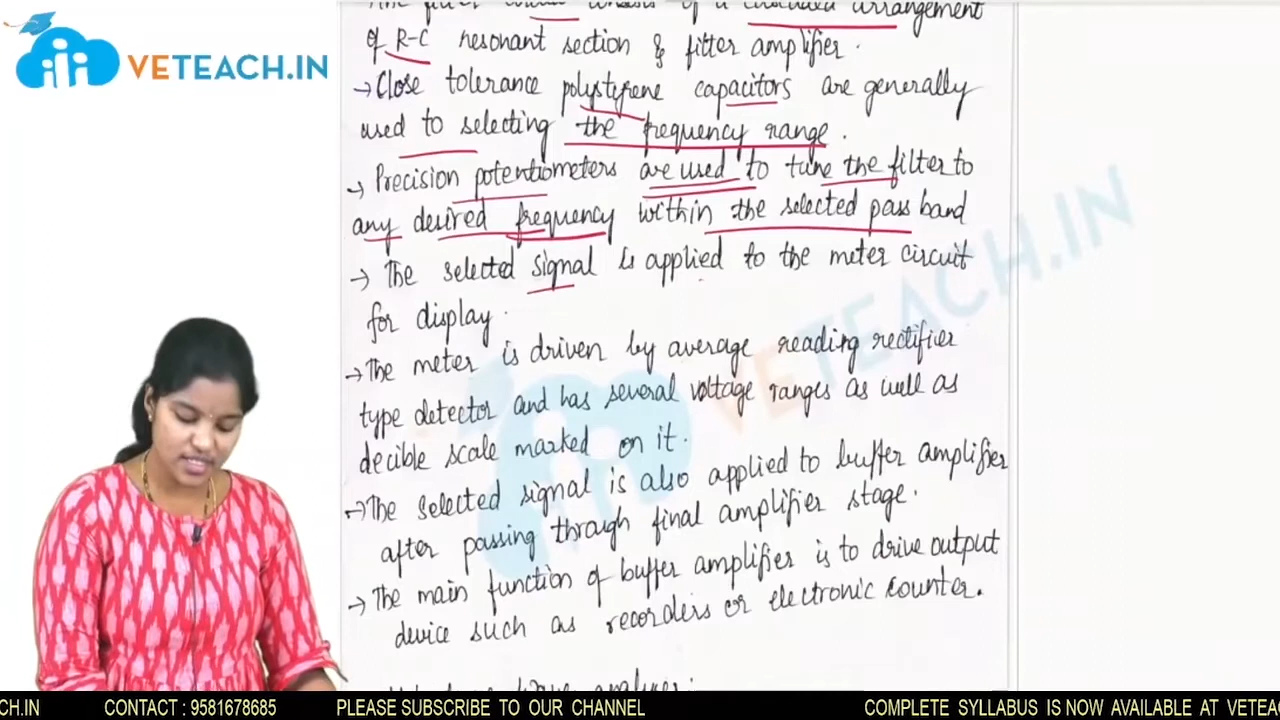 VETEACH.IN
of R-C resonant section & fitter amplifier.
→ Close tolerance polystyrene capacitors are generally
used to selecting the frequency range.
→ Precision potentiometers are used to tune the filter to
any desired frequency within the selected pass band
→ The selected signal is applied to the meter circuit
for display.
→ The meter is driven by average reading rectifier
type detector and has several voltage ranges as well as
decible scale marked on it.
→ The selected signal is also applied to buffer amplifier
after passing through final amplifier stage.
→ The main function of buffer amplifier is to drive output
device such as recorders or electronic counter.
VETEACH.IN
CH.IN CONTACT : 9581678685 PLEASE SUBSCRIBE TO OUR CHANNEL COMPLETE SYLLABUS IS NOW AVAILABLE AT VETEA